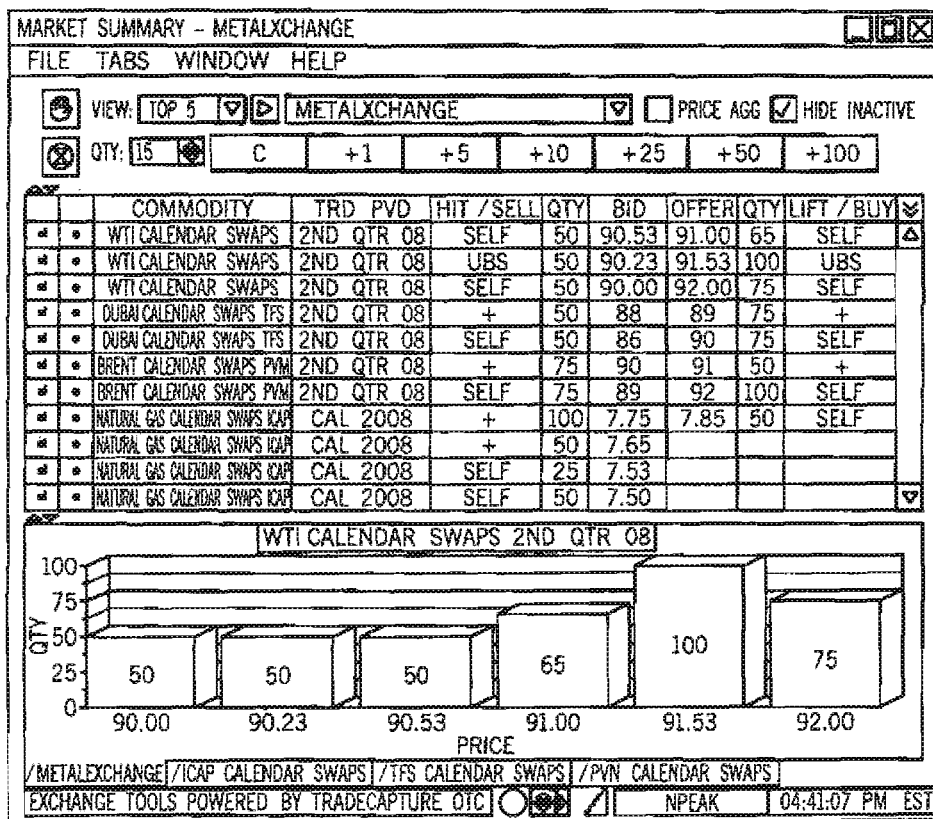 MARKET SUMMARY - METALXCHANGE
FILE TABS WINDOW HELP
VIEW: TOP 5 METALXCHANGE PRICE AGG HIDE INACTIVE
QTY: 15 C +1 +5 +10 +25 +50 +100
COMMODITY TRD PVD HIT /SELL QTY BID OFFER QTY LIFT /BUY
WTI CALENDAR SWAPS 2ND QTR 08 SELF 50 90.53 91.00 65 SELF
WTI CALENDAR SWAPS 2ND QTR 08 UBS 50 90.23 91.53 100 UBS
WTI CALENDAR SWAPS 2ND QTR 08 SELF 50 90.00 92.00 75 SELF
DUBAI CALENDAR SWAPS TFS 2ND QTR 08 + 50 88 89 75 +
DUBAI CALENDAR SWAPS TFS 2ND QTR 08 SELF 50 86 90 75 SELF
BRENT CALENDAR SWAPS PVM 2ND QTR 08 + 75 90 91 50 +
BRENT CALENDAR SWAPS PVM 2ND QTR 08 SELF 75 89 92 100 SELF
NATURAL GAS CALENDAR SWAPS ICAP CAL 2008 + 100 7.75 7.85 50 SELF
NATURAL GAS CALENDAR SWAPS ICAP CAL 2008 + 50 7.65
NATURAL GAS CALENDAR SWAPS ICAP CAL 2008 SELF 25 7.53
NATURAL GAS CALENDAR SWAPS ICAP CAL 2008 SELF 50 7.50
WTI CALENDAR SWAPS 2ND QTR 08
100
75
50
25
0
QTY
50 50 50 65 100 75
90.00 90.23 90.53 91.00 91.53 92.00
PRICE
/METALEXCHANGE /ICAP CALENDAR SWAPS /TFS CALENDAR SWAPS /PVN CALENDAR SWAPS
EXCHANGE TOOLS POWERED BY TRADECAPTURE OTC NPEAK 04:41:07 PM EST